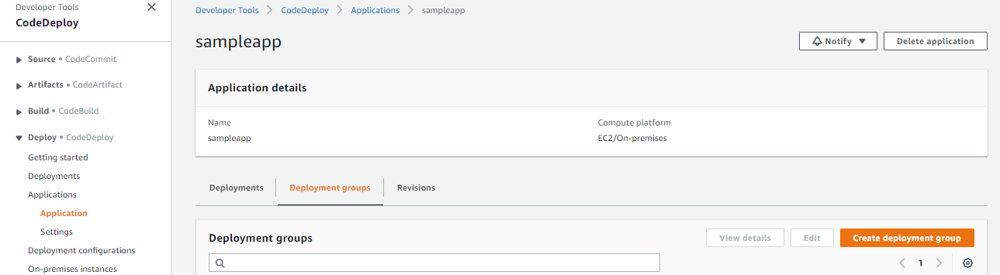 Developer Tools
CodeDeploy
Source • CodeCommit
Artifacts • CodeArtifact
Build • CodeBuild
Deploy • CodeDeploy
Getting started
Deployments
Applications
Application
Settings
Deployment configurations
On-premises instances
Developer Tools > CodeDeploy > Applications > sampleapp
sampleapp
Notify
Delete application
Application details
Name
sampleapp
Compute platform
EC2/On-premises
Deployments
Deployment groups
Revisions
Deployment groups
View details
Edit
Create deployment group
1